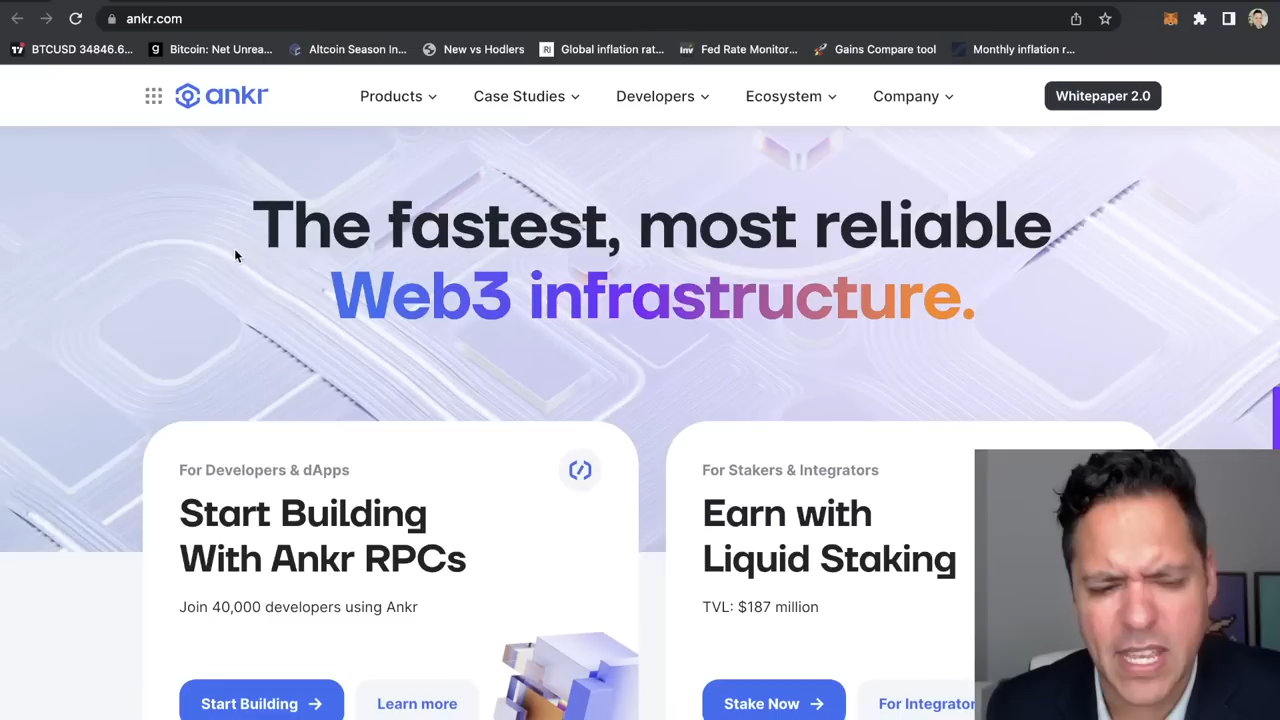 ankr.com
BTCUSD 34846.6...
Bitcoin: Net Unrea...
Altcoin Season In...
New vs Hodlers
Global inflation rat...
Fed Rate Monitor...
Gains Compare tool
Monthly inflation r...
ankr
Products
Case Studies
Developers
Ecosystem
Company
Whitepaper 2.0
The fastest, most reliable
Web3 infrastructure.
For Developers & dApps
Start Building
With Ankr RPCs
Join 40,000 developers using Ankr
Start Building →
Learn more
For Stakers & Integrators
Earn with
Liquid Staking
TVL: $187 million
Stake Now →
For Integrator